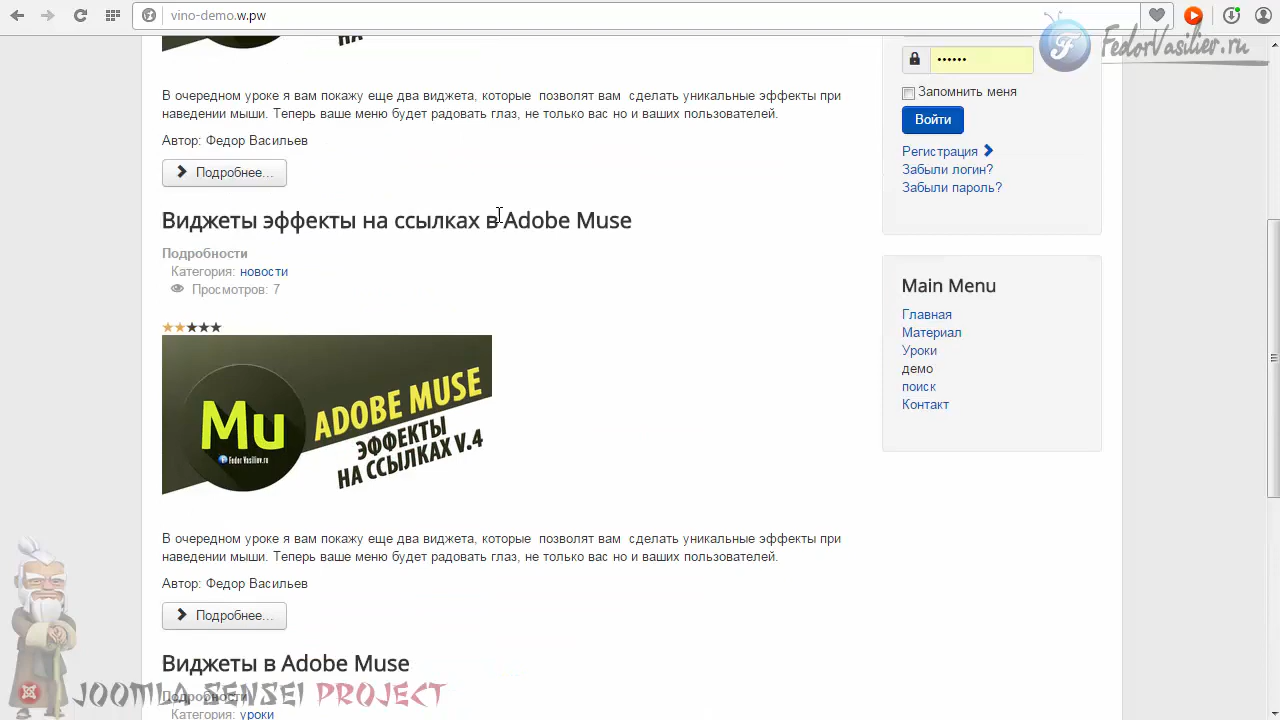 vino-demo.w.pw
FedorVasiliev.ru
В очередном уроке я вам покажу еще два виджета, которые позволят вам сделать уникальные эффекты при
наведении мыши. Теперь ваше меню будет радовать глаз, не только вас но и ваших пользователей.
Автор: Федор Васильев
Подробнее...
Виджеты эффекты на ссылках в Adobe Muse
Подробности
Категория: новости
Просмотров: 7
Mu
Fedor Vasiliev.ru
ADOBE MUSE
ЭФФЕКТЫ
НА ССЫЛКАХ V.4
В очередном уроке я вам покажу еще два виджета, которые позволят вам сделать уникальные эффекты при
наведении мыши. Теперь ваше меню будет радовать глаз, не только вас но и ваших пользователей.
Автор: Федор Васильев
Подробнее...
Виджеты в Adobe Muse
Подробности
Категория: уроки
••••••
Запомнить меня
Войти
Регистрация
Забыли логин?
Забыли пароль?
Main Menu
Главная
Материал
Уроки
демо
поиск
Контакт
JOOMLA SENSEI PROJECT